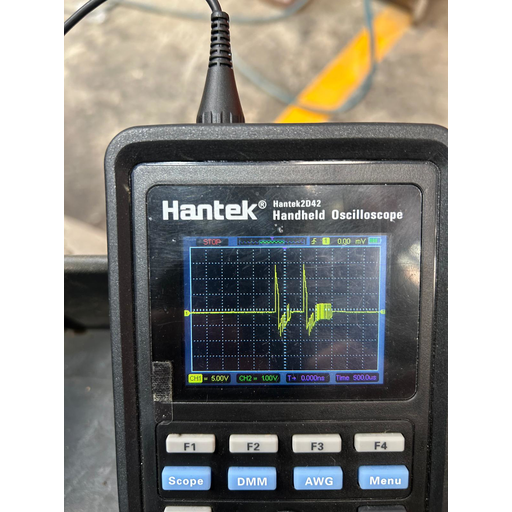 Hantek®
Hantek2D42
Handheld Oscilloscope
STOP 1 0.00 mV
CH1 = 5.00V CH2 = 1.00V T→ 0.000ns Time 500.0us
F1 F2 F3 F4
Scope DMM AWG Menu